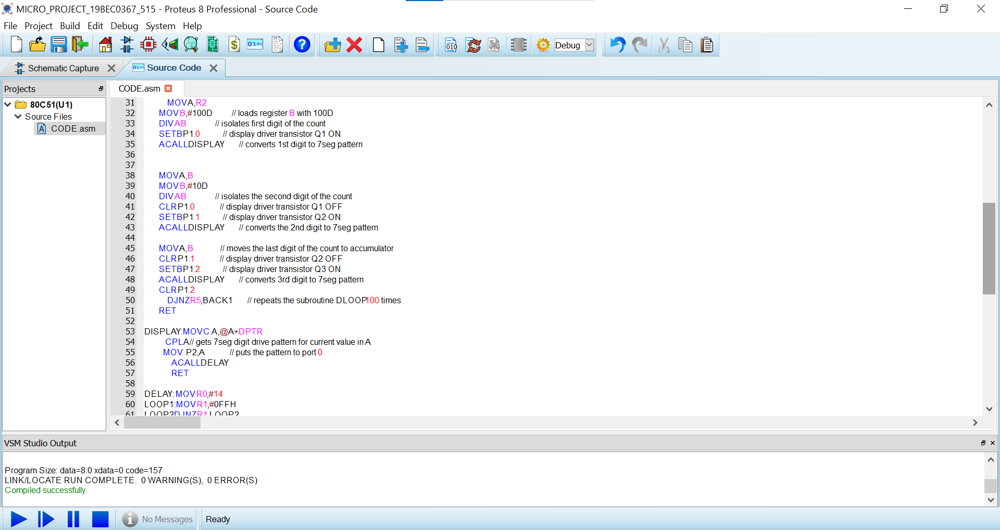 MICRO_PROJECT_19BEC0367_515 - Proteus 8 Professional - Source Code
File Project Build Edit Debug System Help
$ 0101 ? 010 Debug
Schematic Capture
0101 Source Code
Projects
80C51(U1)
Source Files
CODE.asm
CODE.asm
31 MOVA,R2
32 MOVB,#100D // loads register B with 100D
33 DIVAB // isolates first digit of the count
34 SETBP1.0 // display driver transistor Q1 ON
35 ACALLDISPLAY // converts 1st digit to 7seg pattern
36
37
38 MOVA,B
39 MOVB,#10D
40 DIVAB // isolates the second digit of the count
41 CLRP1.0 // display driver transistor Q1 OFF
42 SETBP1.1 // display driver transistor Q2 ON
43 ACALLDISPLAY // converts the 2nd digit to 7seg pattern
44
45 MOVA,B // moves the last digit of the count to accumulator
46 CLRP1.1 // display driver transistor Q2 OFF
47 SETBP1.2 // display driver transistor Q3 ON
48 ACALLDISPLAY // converts 3rd digit to 7seg pattern
49 CLRP1.2
50 DJNZR5,BACK1 // repeats the subroutine DLOOP100 times
51 RET
52
53 DISPLAY:MOVC A,@A+DPTR
54 CPLA// gets 7seg digit drive pattern for current value in A
55 MOV P2,A // puts the pattern to port 0
56 ACALLDELAY
57 RET
58
59 DELAY:MOVR0,#14
60 LOOP1:MOVR1,#0FFH
61 LOOP2DJNZR1LOOP2
VSM Studio Output
Program Size: data=8.0 xdata=0 code=157
LINK/LOCATE RUN COMPLETE. 0 WARNING(S), 0 ERROR(S)
Compiled successfully.
No Messages
Ready